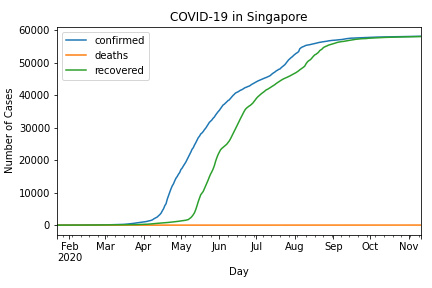 COVID-19 in Singapore
confirmed
deaths
recovered
Number of Cases
60000
50000
40000
30000
20000
10000
0
Feb Mar Apr May Jun Jul Aug Sep Oct Nov
2020
Day